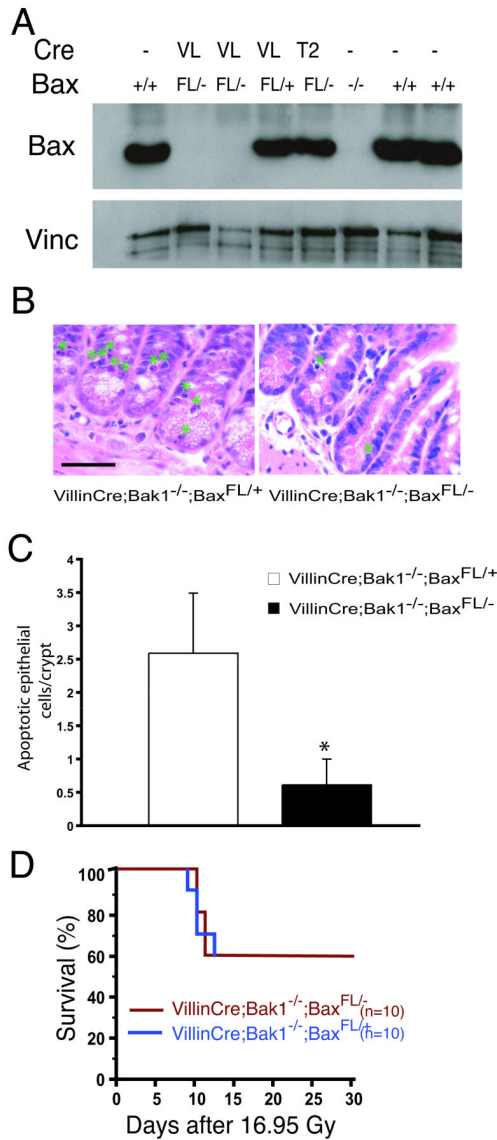 A
Cre - VL VL VL T2 - - -
Bax +/+ FL/- FL/- FL/+ FL/- -/- +/+ +/+
Bax
Vinc
B
* * * * * * * * * * *
VillinCre;Bak1-/-;BaxFL/+ VillinCre;Bak1-/-;BaxFL/-
C
Apoptotic epithelial
cells/crypt
4
3.5
3
2.5
2
1.5
1
0.5
0
VillinCre;Bak1-/-;BaxFL/+
VillinCre;Bak1-/-;BaxFL/-
*
D
Survival (%)
100
80
60
40
20
0
VillinCre;Bak1-/-;BaxFL/- (n=10)
VillinCre;Bak1-/-;BaxFL/+ (n=10)
0 5 10 15 20 25 30
Days after 16.95 Gy